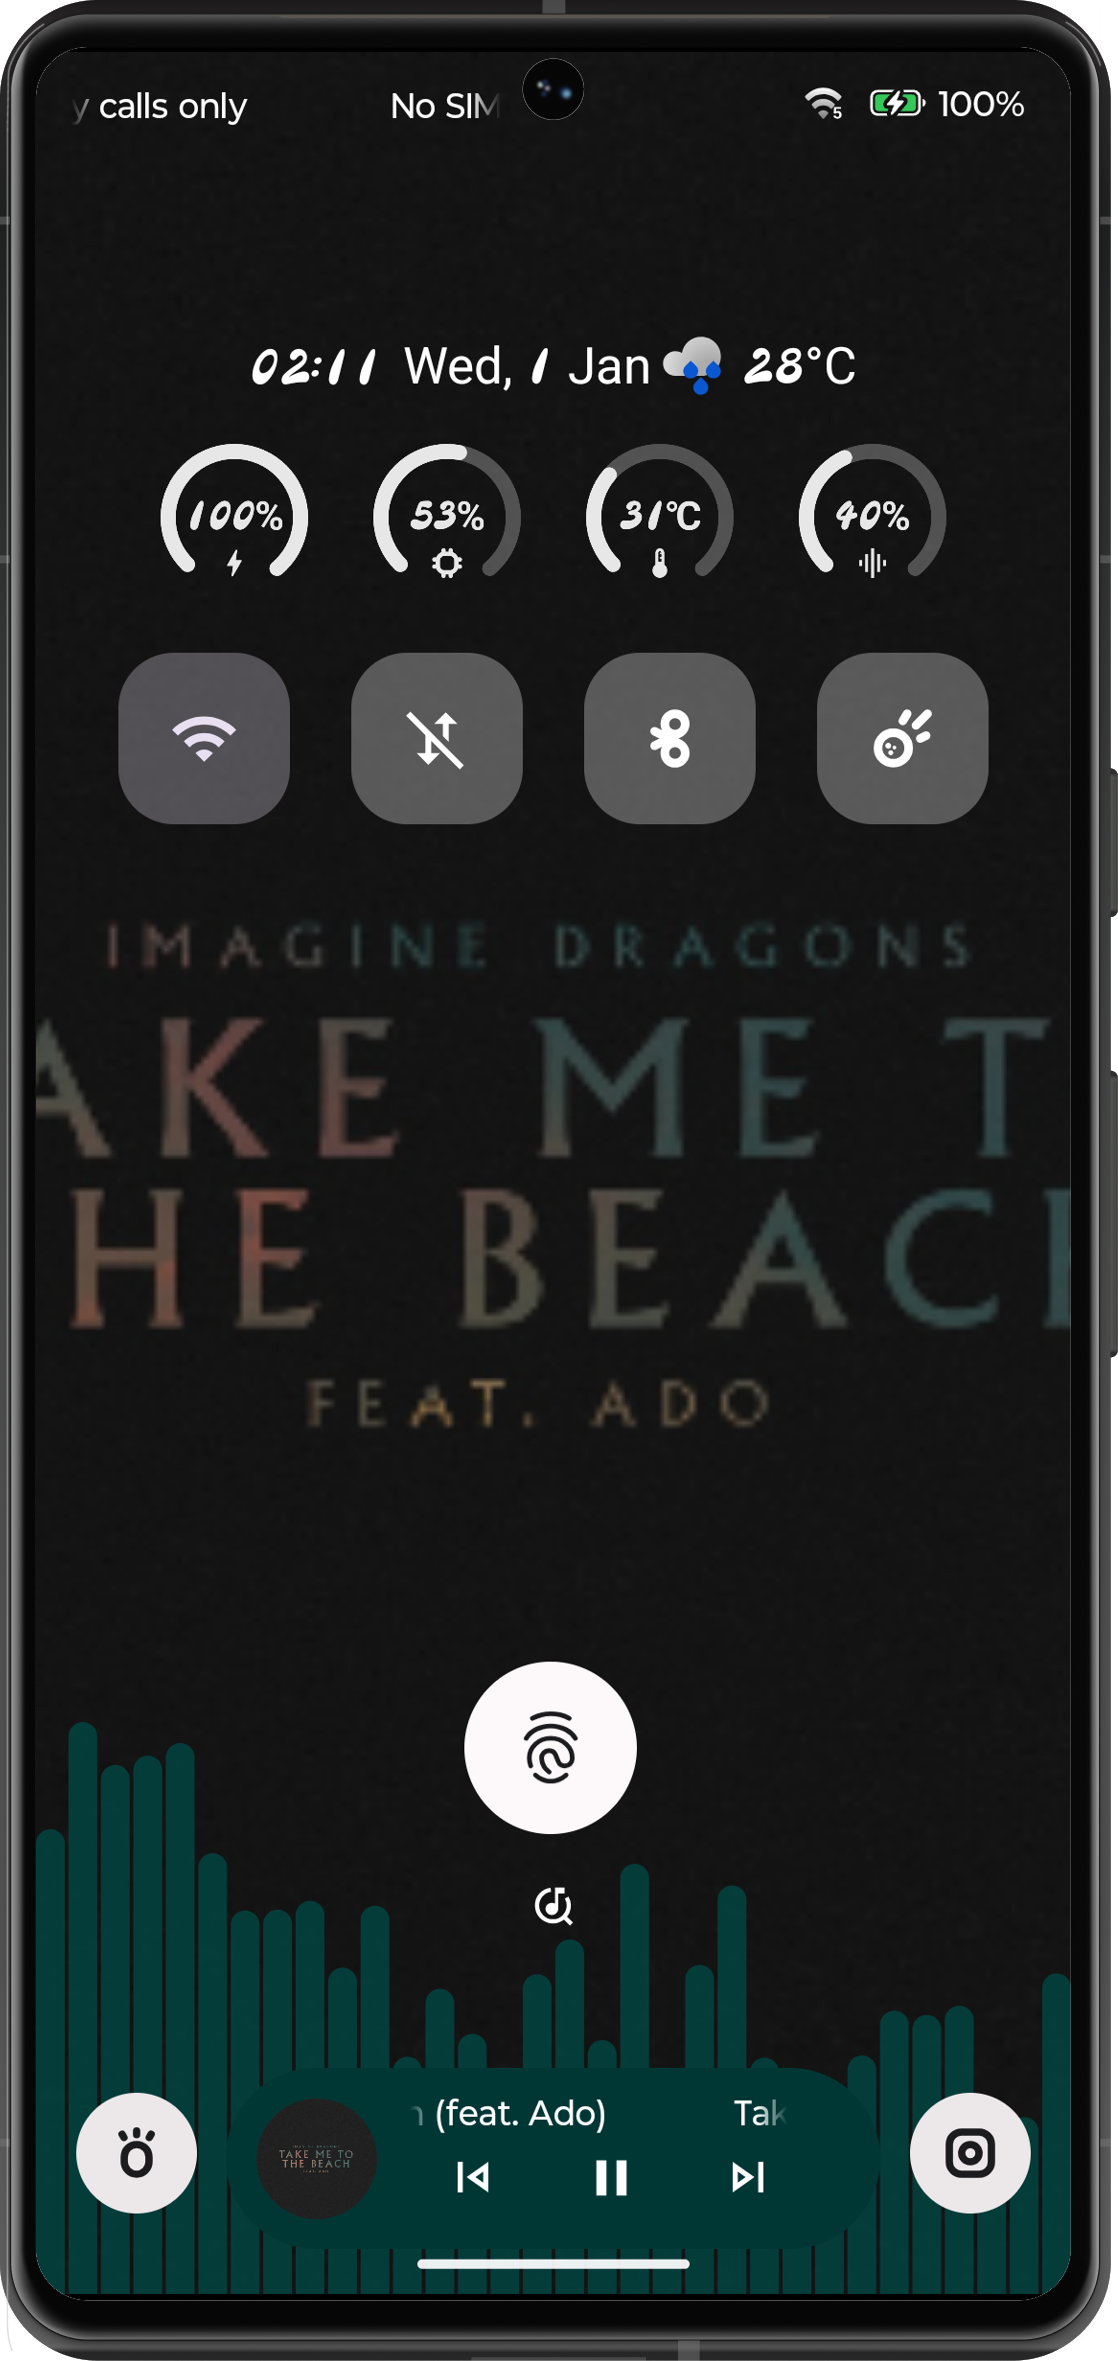 y calls only No SIM 5 100%
02:11 Wed, 1 Jan 28°C
100% 53% 31°C 40%
IMAGINE DRAGONS
AKE ME T
HE BEAC
FEAT. ADO
(feat. Ado) Tak
TAKE ME TO
THE BEACH